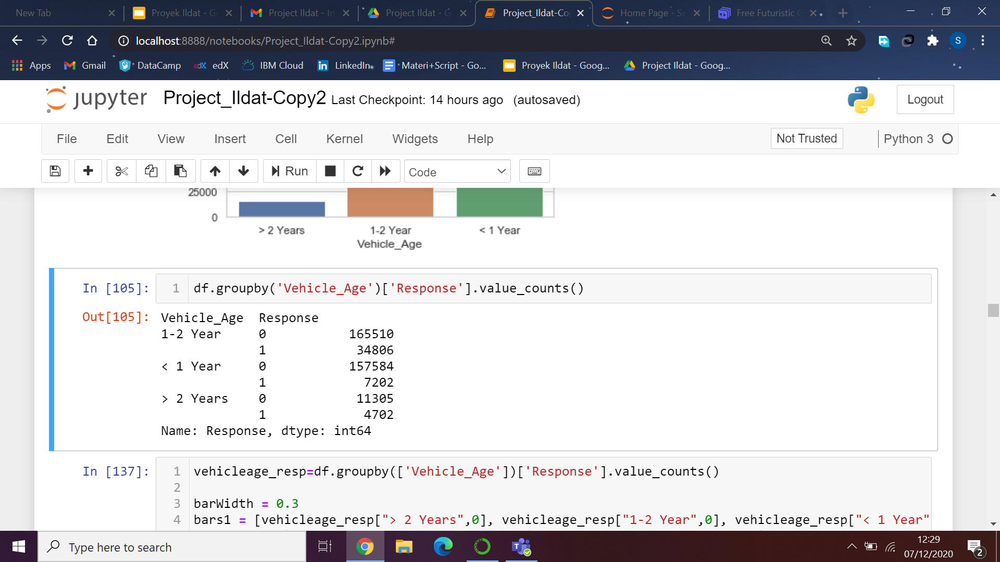 New Tab
Proyek Ildat - Go
Project Ildat - Im
Project Ildat - G
Project_Ildat-Co
Home Page - Se
Free Futuristic
localhost:8888/notebooks/Project_Ildat-Copy2.ipynb#
S
Apps
Gmail
DataCamp
edX
edX
IBM Cloud
in
LinkedIn
Materi+Script - Go...
Proyek Ildat - Goog...
Project Ildat - Goog...
jupyter
Project_Ildat-Copy2
Last Checkpoint: 14 hours ago
(autosaved)
Logout
File
Edit
View
Insert
Cell
Kernel
Widgets
Help
Not Trusted
Python 3
Run
Code
25000
0
> 2 Years
1-2 Year
< 1 Year
Vehicle_Age
In [105]:
1 df.groupby('Vehicle_Age')['Response'].value_counts()
Out[105]:
Vehicle_Age Response
1-2 Year 0 165510
1 34806
< 1 Year 0 157584
1 7202
> 2 Years 0 11305
1 4702
Name: Response, dtype: int64
In [137]:
1 vehicleage_resp=df.groupby(['Vehicle_Age'])['Response'].value_counts()
2
3 barWidth = 0.3
4 bars1 = [vehicleage_resp["> 2 Years",0], vehicleage_resp["1-2 Year",0], vehicleage_resp["< 1 Year"
Type here to search
T
12:29
07/12/2020
2